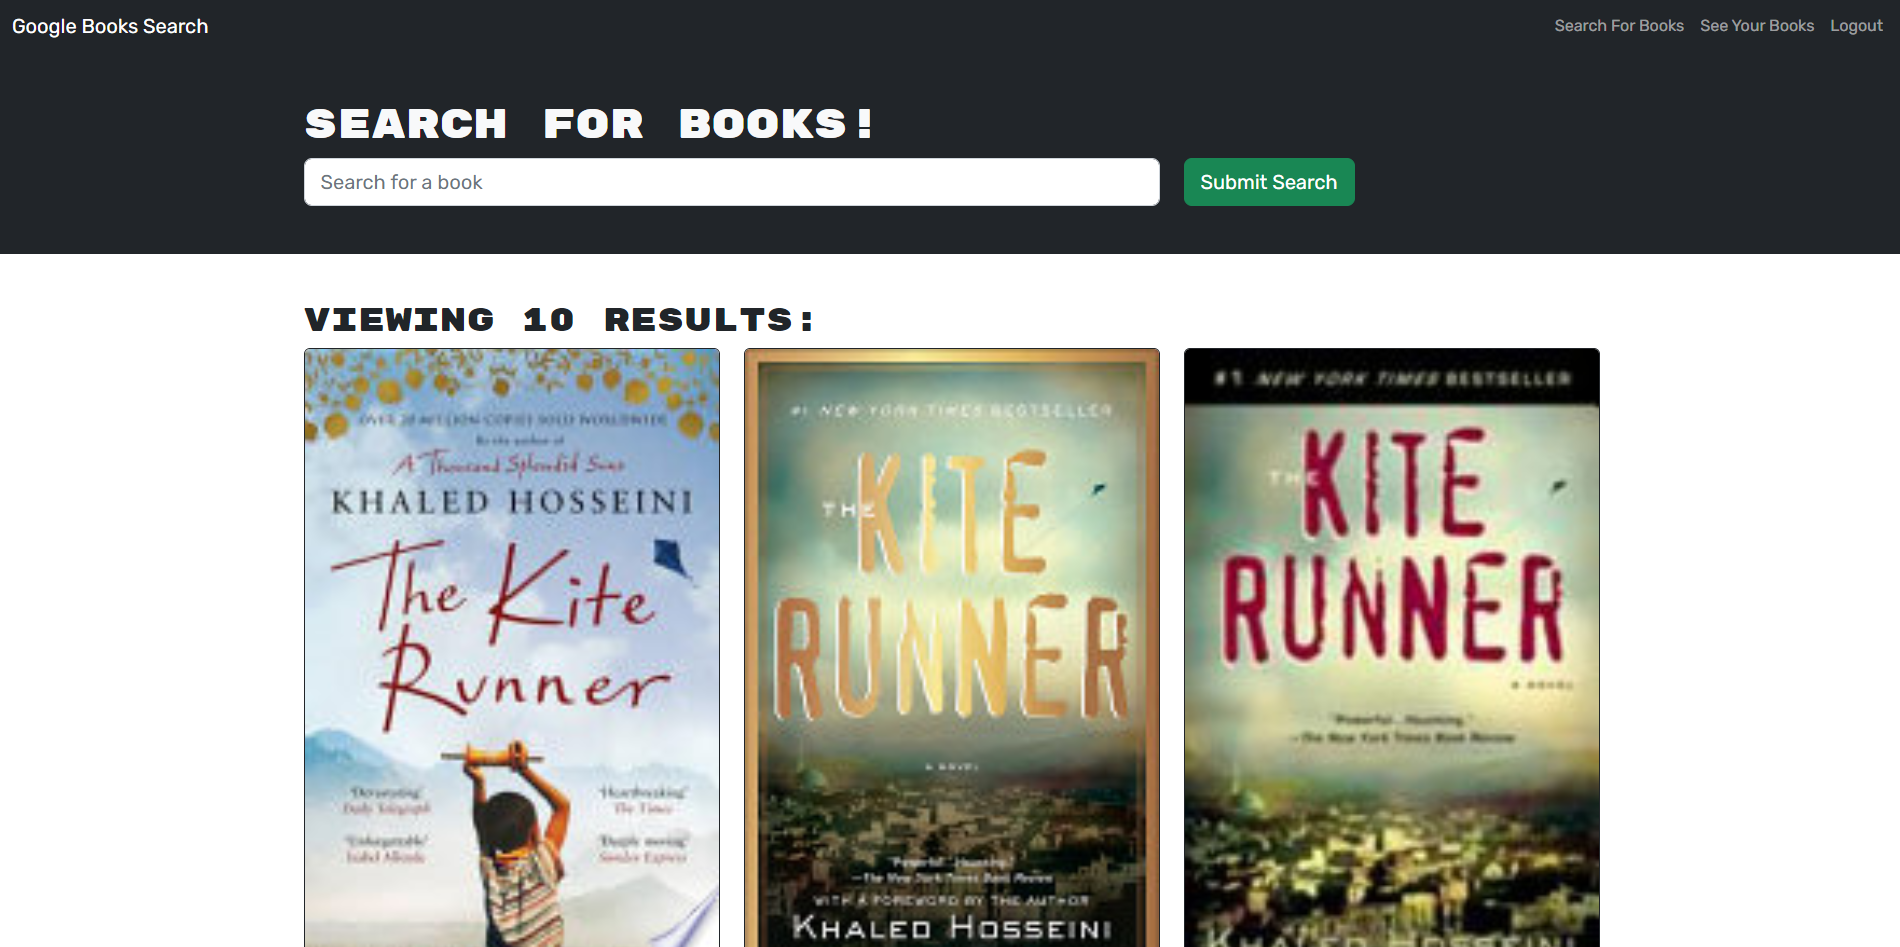 Google Books Search
Search For Books See Your Books Logout
SEARCH FOR BOOKS!
Search for a book
Submit Search
VIEWING 10 RESULTS:
OVER 20 MILLION COPIES SOLD WORLDWIDE
By the author of
A Thousand Splendid Suns
KHALED HOSSEINI
The Kite
Runner
'Devastating'
Daily Telegraph
'Heartbreaking'
The Times
'Unforgettable'
Isabel Allende
'Deeply moving'
Sunday Express
#1 NEW YORK TIMES BESTSELLER
THE KITE
RUNNER
A NOVEL
"Powerful...Haunting."
—The New York Times Book Review
WITH A FOREWORD BY THE AUTHOR
KHALED HOSSEINI
#1 NEW YORK TIMES BESTSELLER
THE KITE
RUNNER
A NOVEL
"Powerful...Haunting."
—The New York Times Book Review
KHALED HOSSEINI